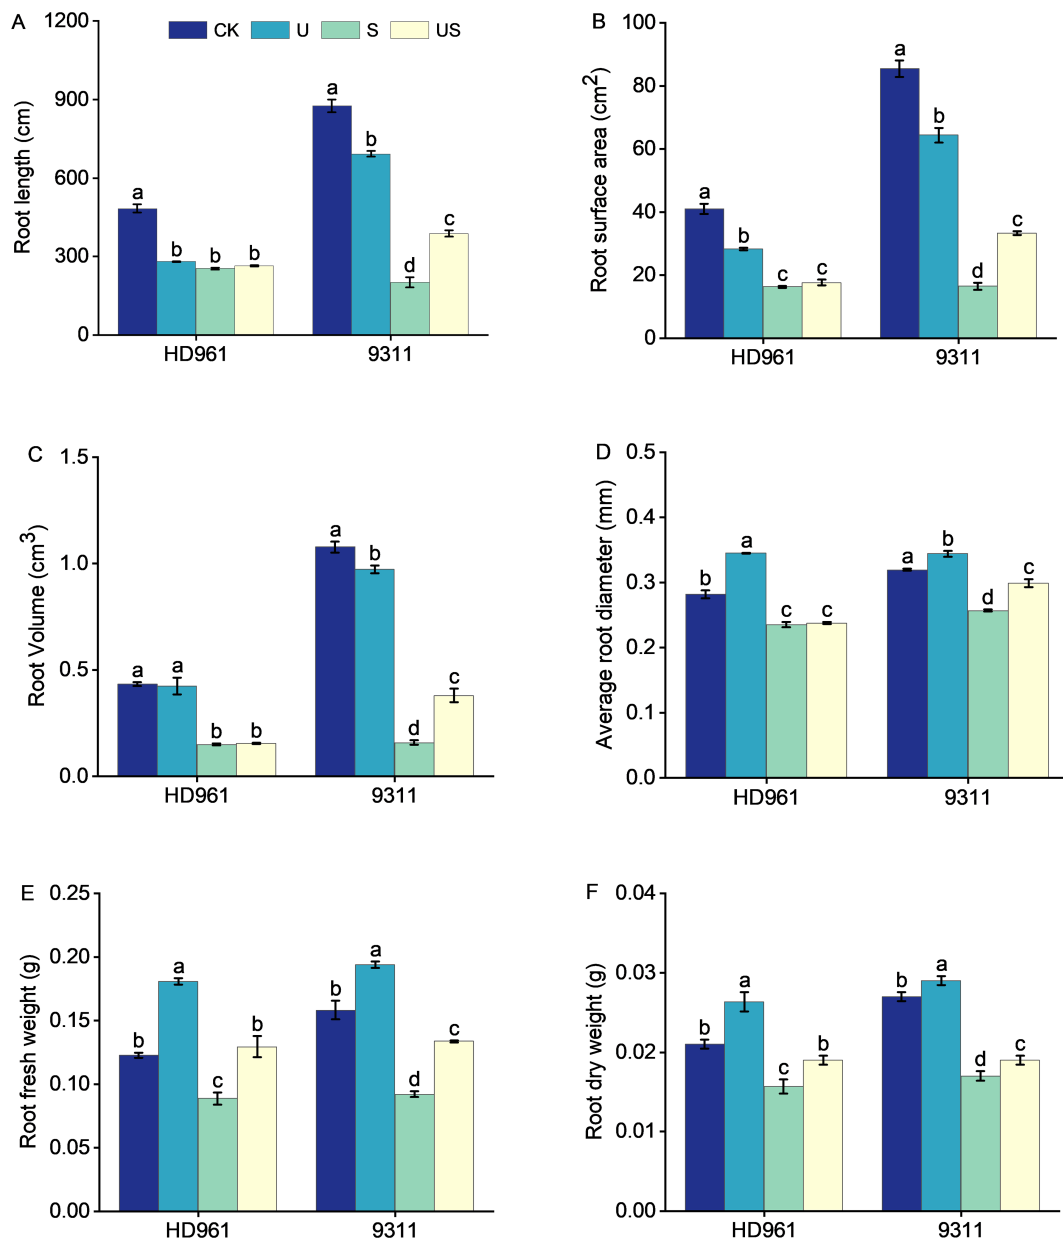 A
1200
900
600
300
0
Root length (cm)
CK U S US
a b b b
a b d c
HD961 9311
B
100
80
60
40
20
0
Root surface area (cm2)
a b c c
a b d c
HD961 9311
C
1.5
1.0
0.5
0.0
Root Volume (cm3)
a a b b
a b d c
HD961 9311
D
0.5
0.4
0.3
0.2
0.1
0.0
Average root diameter (mm)
b a c c
a b d c
HD961 9311
E
0.25
0.20
0.15
0.10
0.05
0.00
Root fresh weight (g)
b a c b
b a d c
HD961 9311
F
0.04
0.03
0.02
0.01
0.00
Root dry weight (g)
b a c b
b a d c
HD961 9311